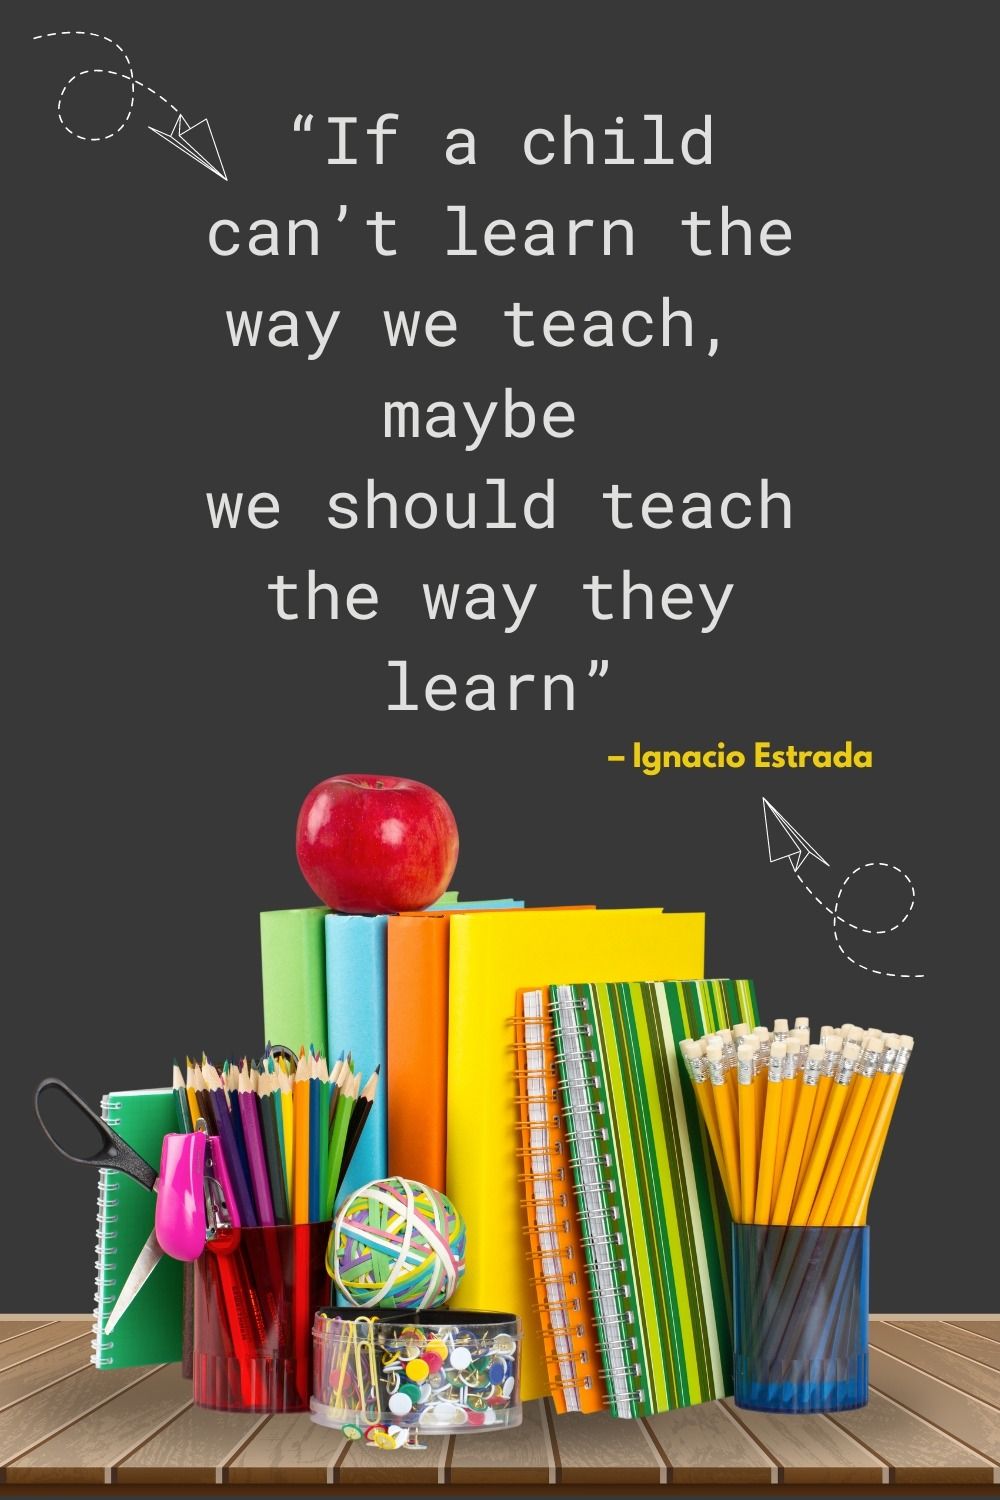 “If a child
can’t learn the
way we teach,
maybe
we should teach
the way they
learn”
– Ignacio Estrada